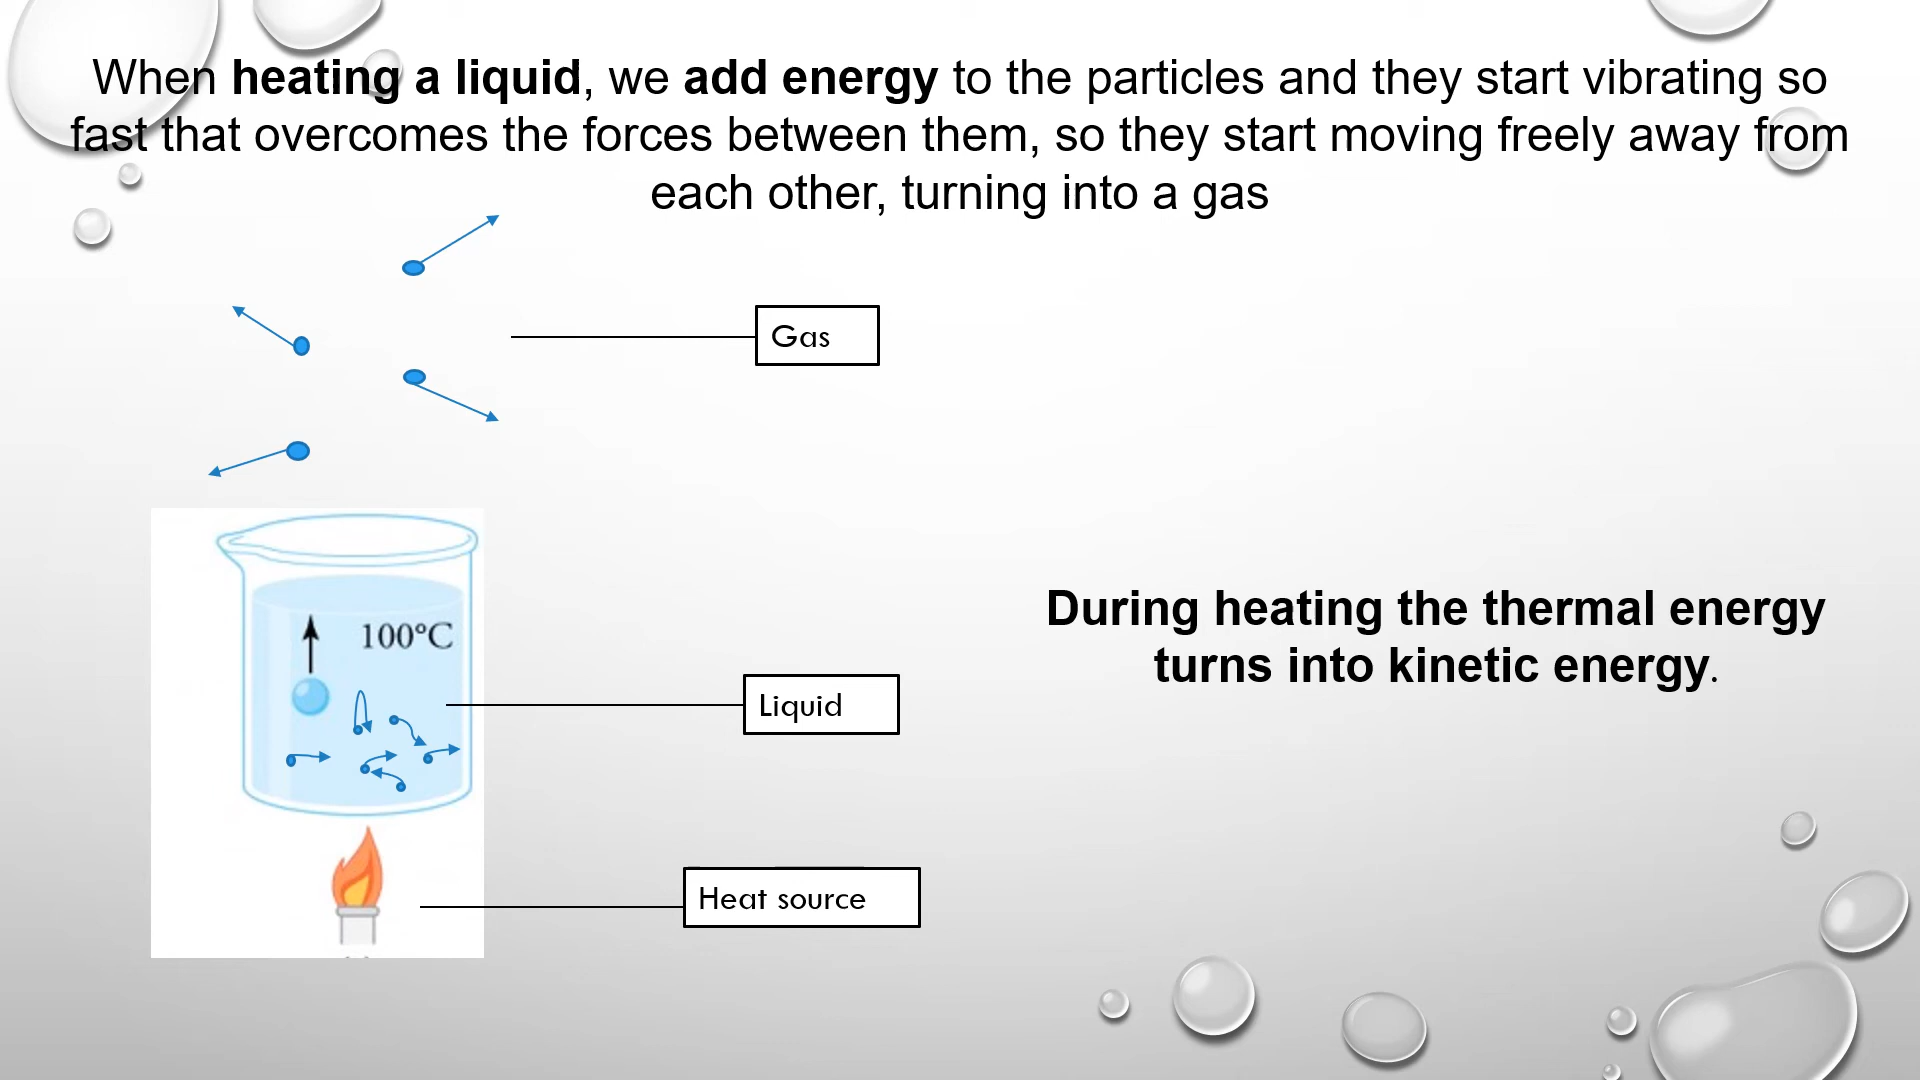 When heating a liquid, we add energy to the particles and they start vibrating so
fast that overcomes the forces between them, so they start moving freely away from
each other, turning into a gas
Gas
100°C
During heating the thermal energy
turns into kinetic energy.
Liquid
Heat source